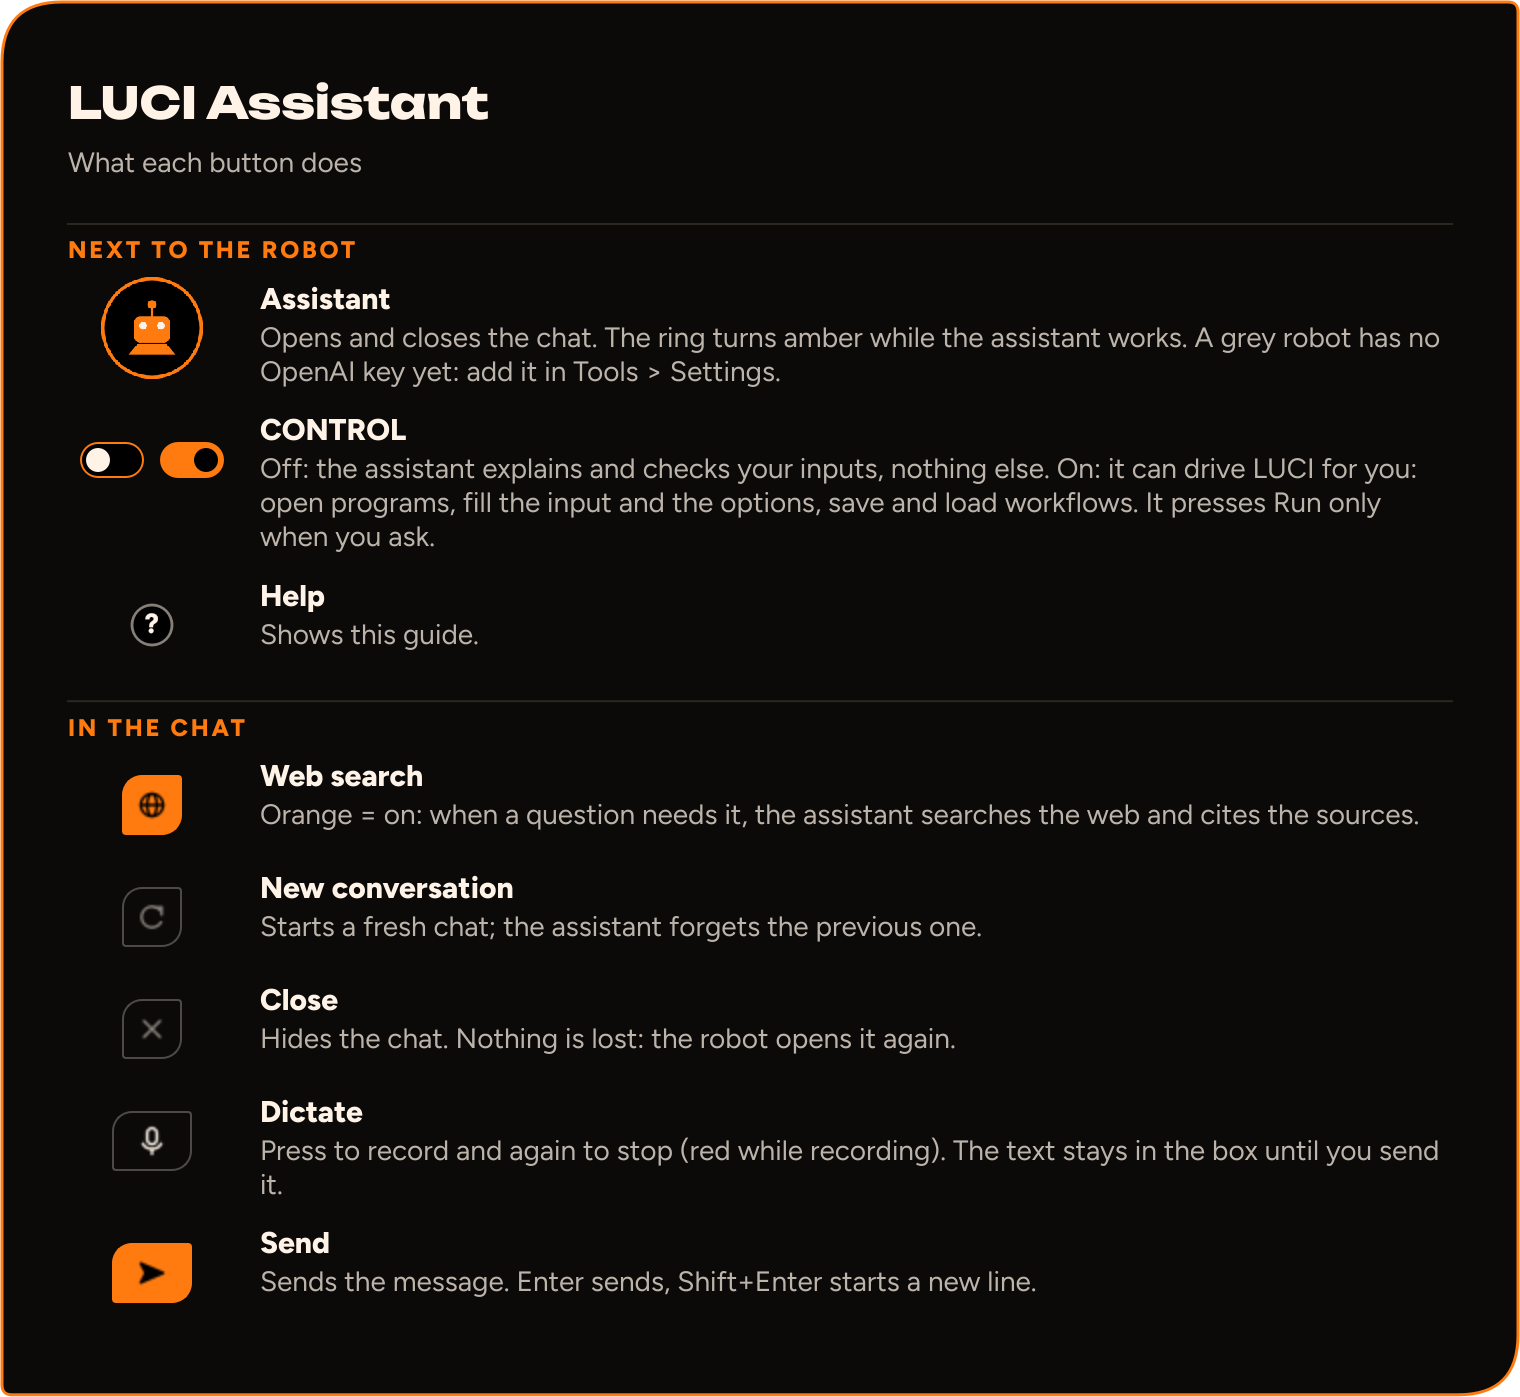 LUCI Assistant
What each button does
NEXT TO THE ROBOT
Assistant
Opens and closes the chat. The ring turns amber while the assistant works. A grey robot has no
OpenAI key yet: add it in Tools > Settings.
CONTROL
Off: the assistant explains and checks your inputs, nothing else. On: it can drive LUCI for you:
open programs, fill the input and the options, save and load workflows. It presses Run only
when you ask.
?
Help
Shows this guide.
IN THE CHAT
Web search
Orange = on: when a question needs it, the assistant searches the web and cites the sources.
New conversation
Starts a fresh chat; the assistant forgets the previous one.
Close
Hides the chat. Nothing is lost: the robot opens it again.
Dictate
Press to record and again to stop (red while recording). The text stays in the box until you send
it.
Send
Sends the message. Enter sends, Shift+Enter starts a new line.